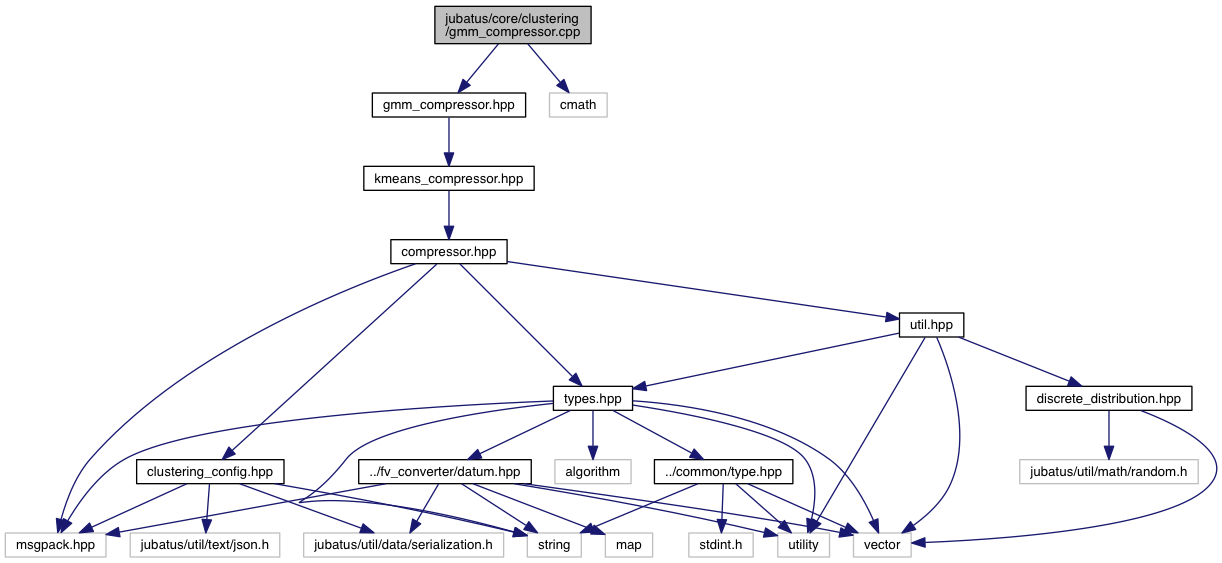 jubatus/core/clustering
/gmm_compressor.cpp
gmm_compressor.hpp
cmath
kmeans_compressor.hpp
compressor.hpp
util.hpp
types.hpp
discrete_distribution.hpp
clustering_config.hpp
../fv_converter/datum.hpp
algorithm
../common/type.hpp
jubatus/util/math/random.h
msgpack.hpp
jubatus/util/text/json.h
jubatus/util/data/serialization.h
string
map
stdint.h
utility
vector